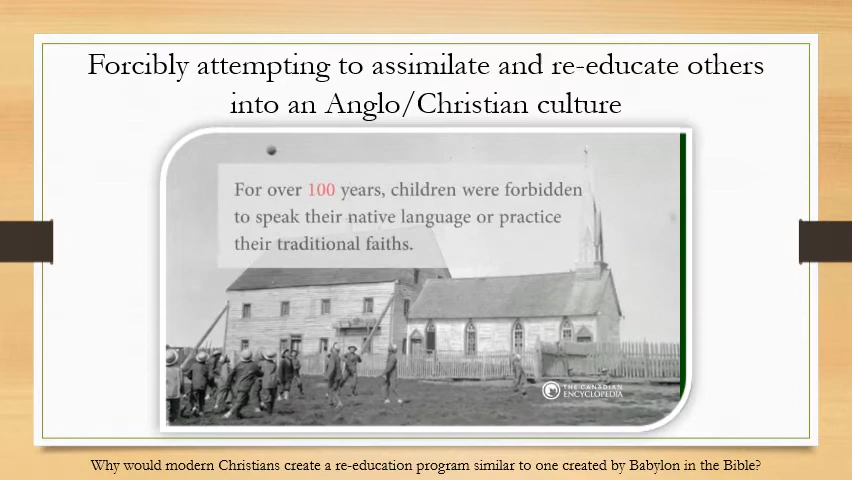 Forcibly attempting to assimilate and re-educate others
into an Anglo/Christian culture
For over 100 years, children were forbidden
to speak their native language or practice
their traditional faiths.
THE CANADIAN
ENCYCLOPEDIA
Why would modern Christians create a re-education program similar to one created by Babylon in the Bible?